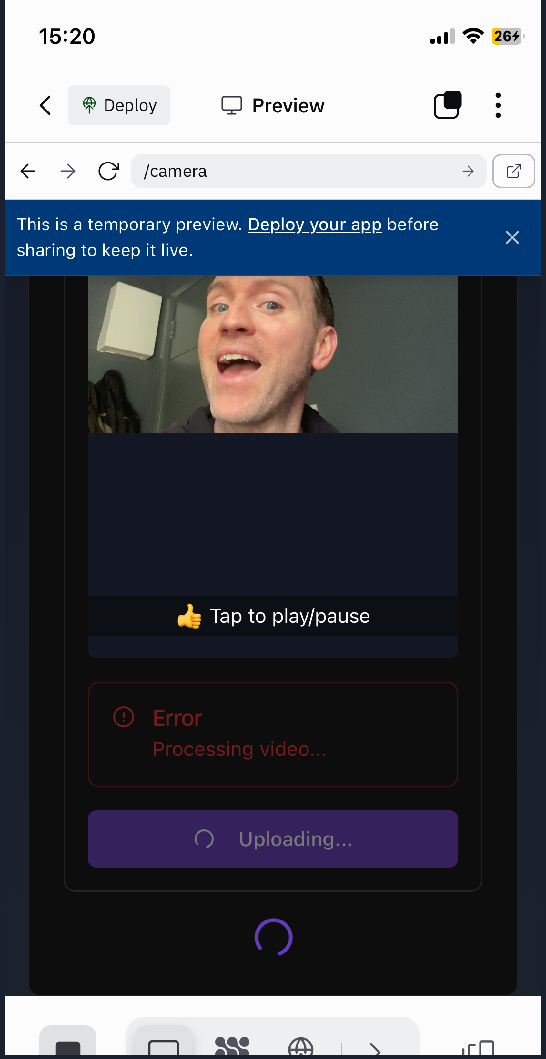 15:20
26
Deploy
Preview
/camera
This is a temporary preview. Deploy your app before
sharing to keep it live.
👍 Tap to play/pause
Error
Processing video...
Uploading...